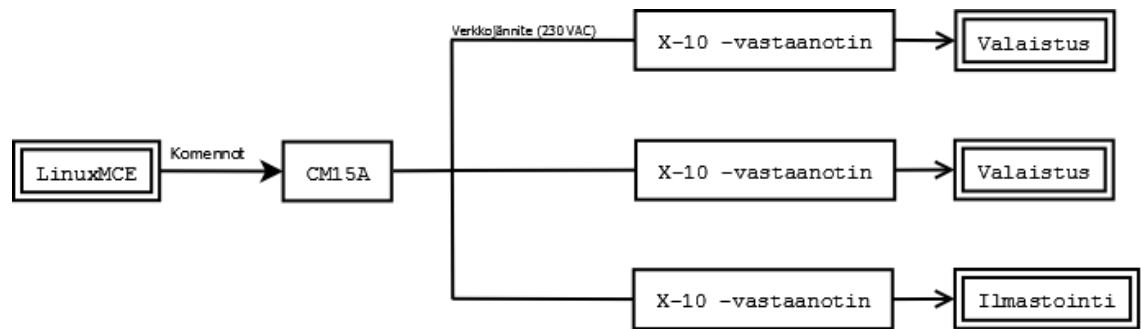 Verkkojännite (230 VAC)
X-10 -vastaanotin
Valaistus
Komennot
LinuxMCE
CM15A
X-10 -vastaanotin
Valaistus
X-10 -vastaanotin
Ilmastointi